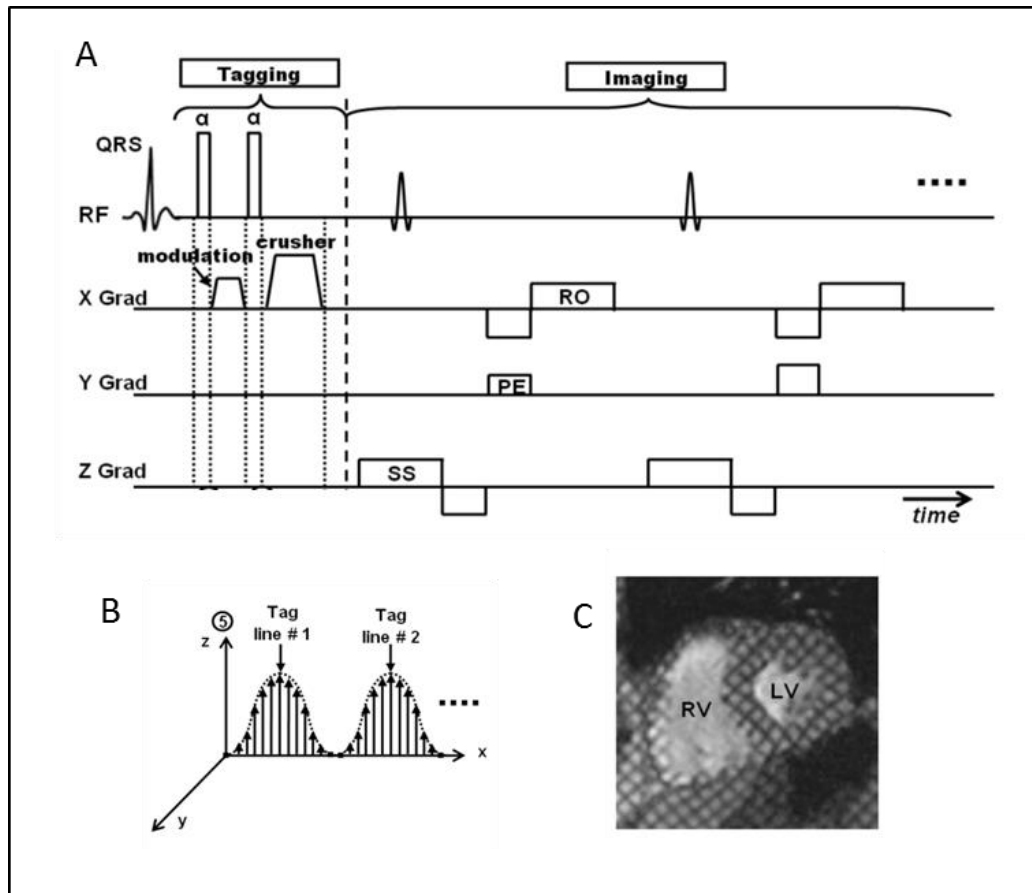 A
Tagging
Imaging
α α
QRS
RF
modulation
crusher
X Grad
RO
Y Grad
PE
Z Grad
SS
time
B
5
z
Tag
line # 1
Tag
line # 2
x
y
C
RV
LV